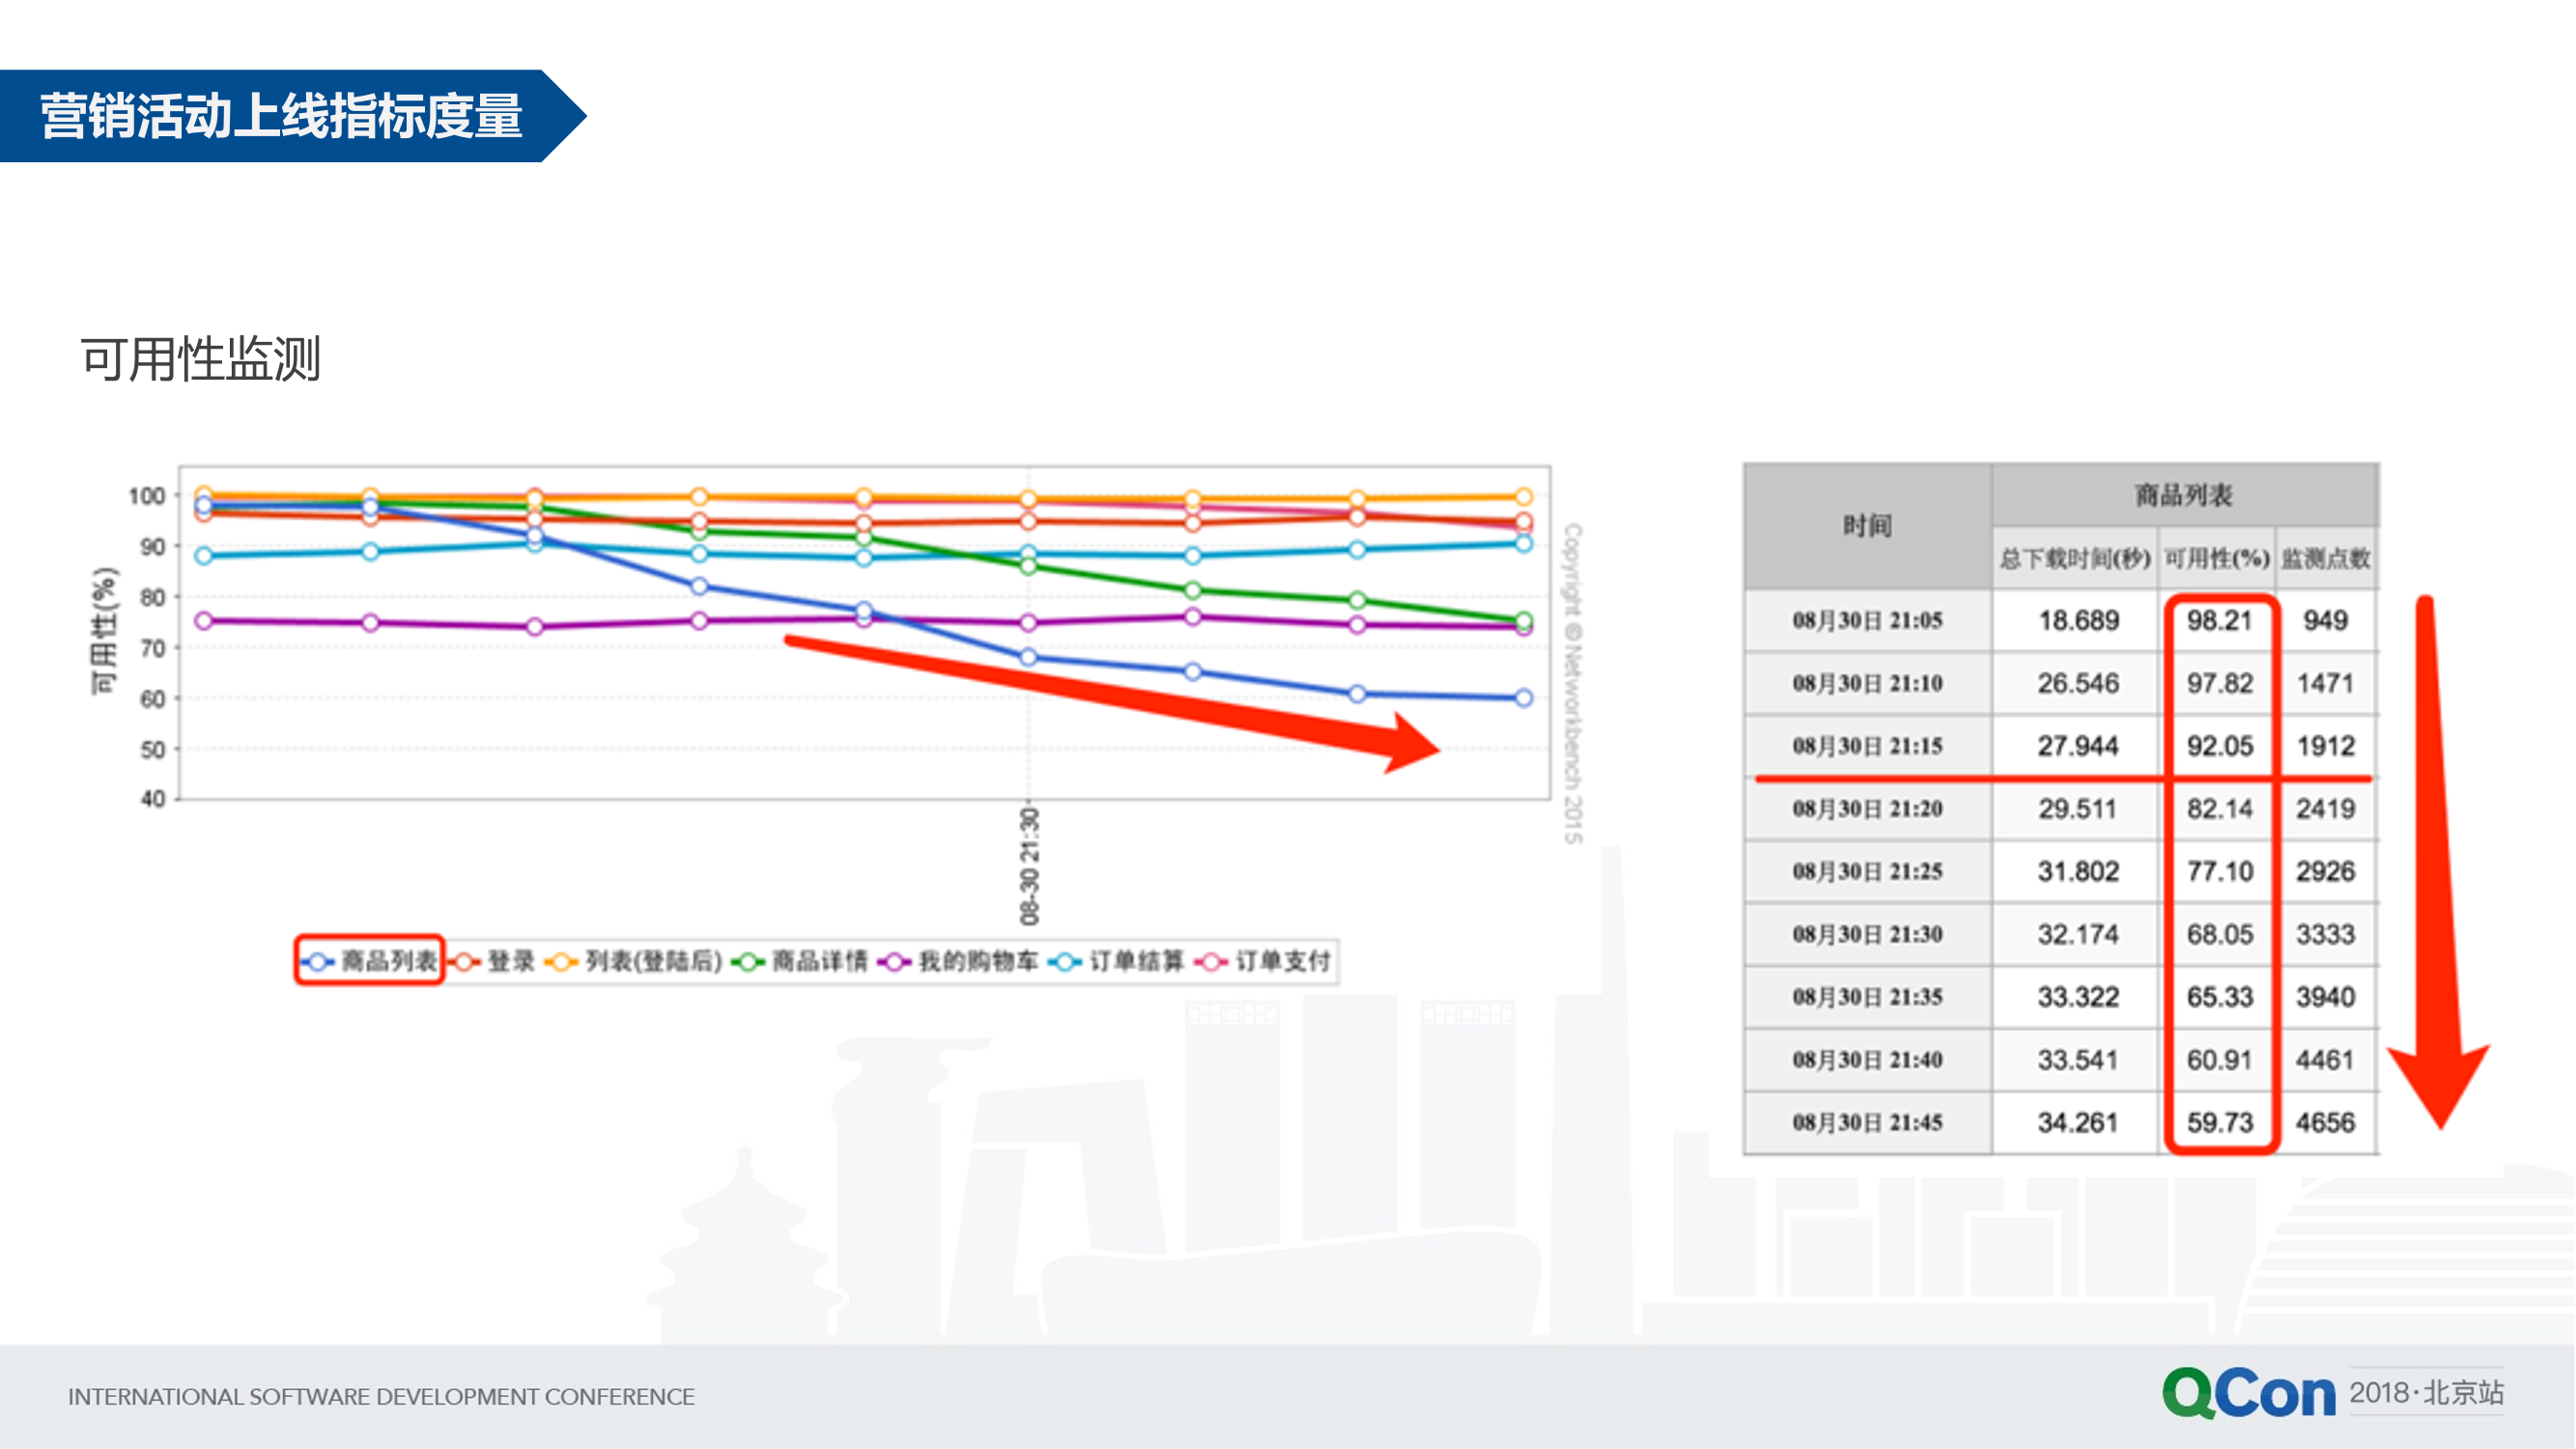 营销活动上线指标度量
可用性监测
可用性(%)
100
90
80
70
60
50
40
08-30 21:30
Copyright © Networkbench 2015
商品列表 登录 列表(登陆后) 商品详情 我的购物车 订单结算 订单支付
时间 商品列表
总下载时间(秒) 可用性(%) 监测点数
08月30日 21:05 18.689 98.21 949
08月30日 21:10 26.546 97.82 1471
08月30日 21:15 27.944 92.05 1912
08月30日 21:20 29.511 82.14 2419
08月30日 21:25 31.802 77.10 2926
08月30日 21:30 32.174 68.05 3333
08月30日 21:35 33.322 65.33 3940
08月30日 21:40 33.541 60.91 4461
08月30日 21:45 34.261 59.73 4656
INTERNATIONAL SOFTWARE DEVELOPMENT CONFERENCE
QCon 2018·北京站